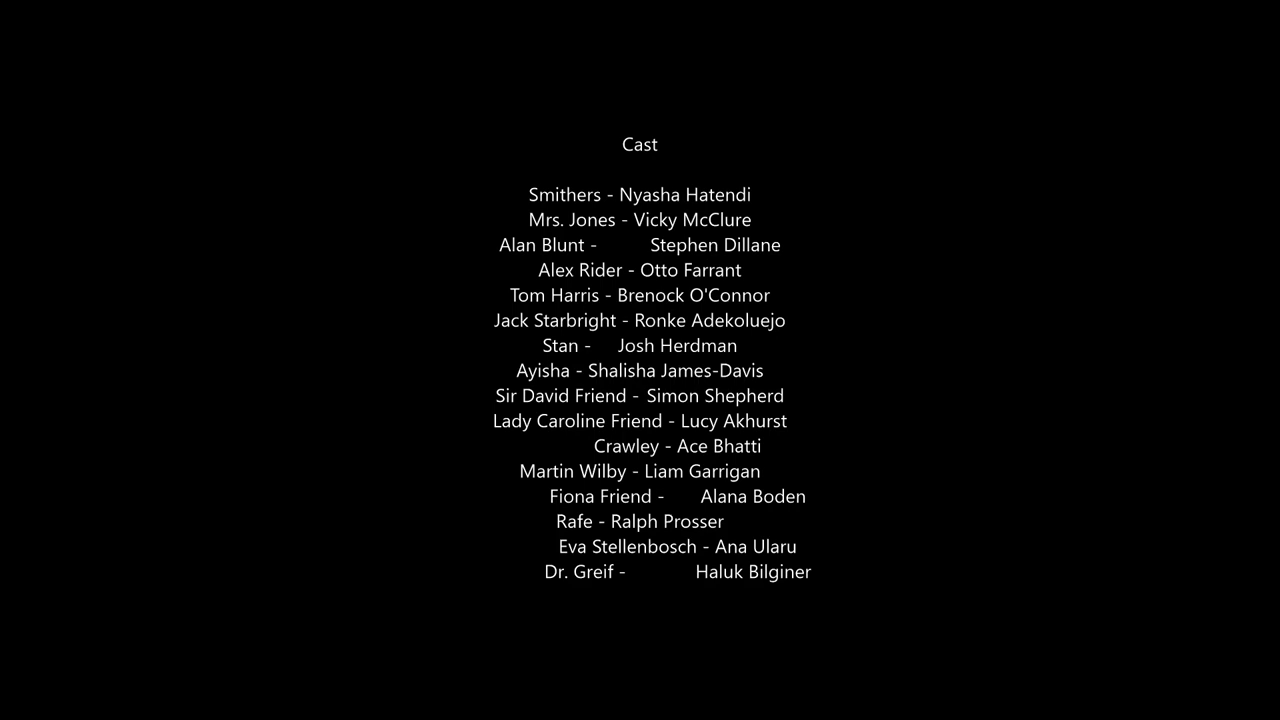 Cast
Smithers - Nyasha Hatendi
Mrs. Jones - Vicky McClure
Alan Blunt - Stephen Dillane
Alex Rider - Otto Farrant
Tom Harris - Brenock O'Connor
Jack Starbright - Ronke Adekoluejo
Stan - Josh Herdman
Ayisha - Shalisha James-Davis
Sir David Friend - Simon Shepherd
Lady Caroline Friend - Lucy Akhurst
Crawley - Ace Bhatti
Martin Wilby - Liam Garrigan
Fiona Friend - Alana Boden
Rafe - Ralph Prosser
Eva Stellenbosch - Ana Ularu
Dr. Greif - Haluk Bilginer